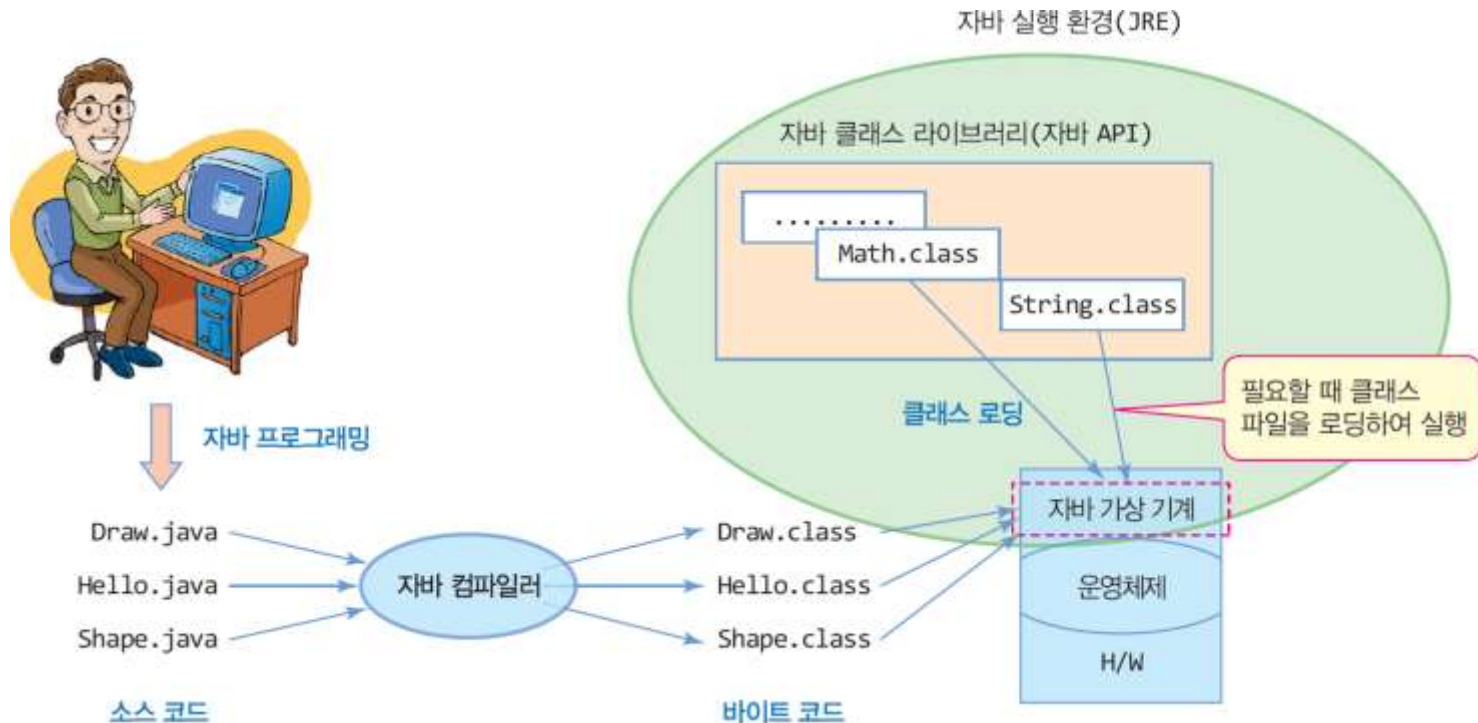 자바 실행 환경(JRE)
자바 클래스 라이브러리(자바 API)
.........
Math.class
String.class
클래스 로딩
필요할 때 클래스
파일을 로딩하여 실행
자바 프로그래밍
자바 가상 기계
Draw.java
Draw.class
Hello.java
자바 컴파일러
Hello.class
운영체제
Shape.java
Shape.class
H/W
소스 코드
바이트 코드